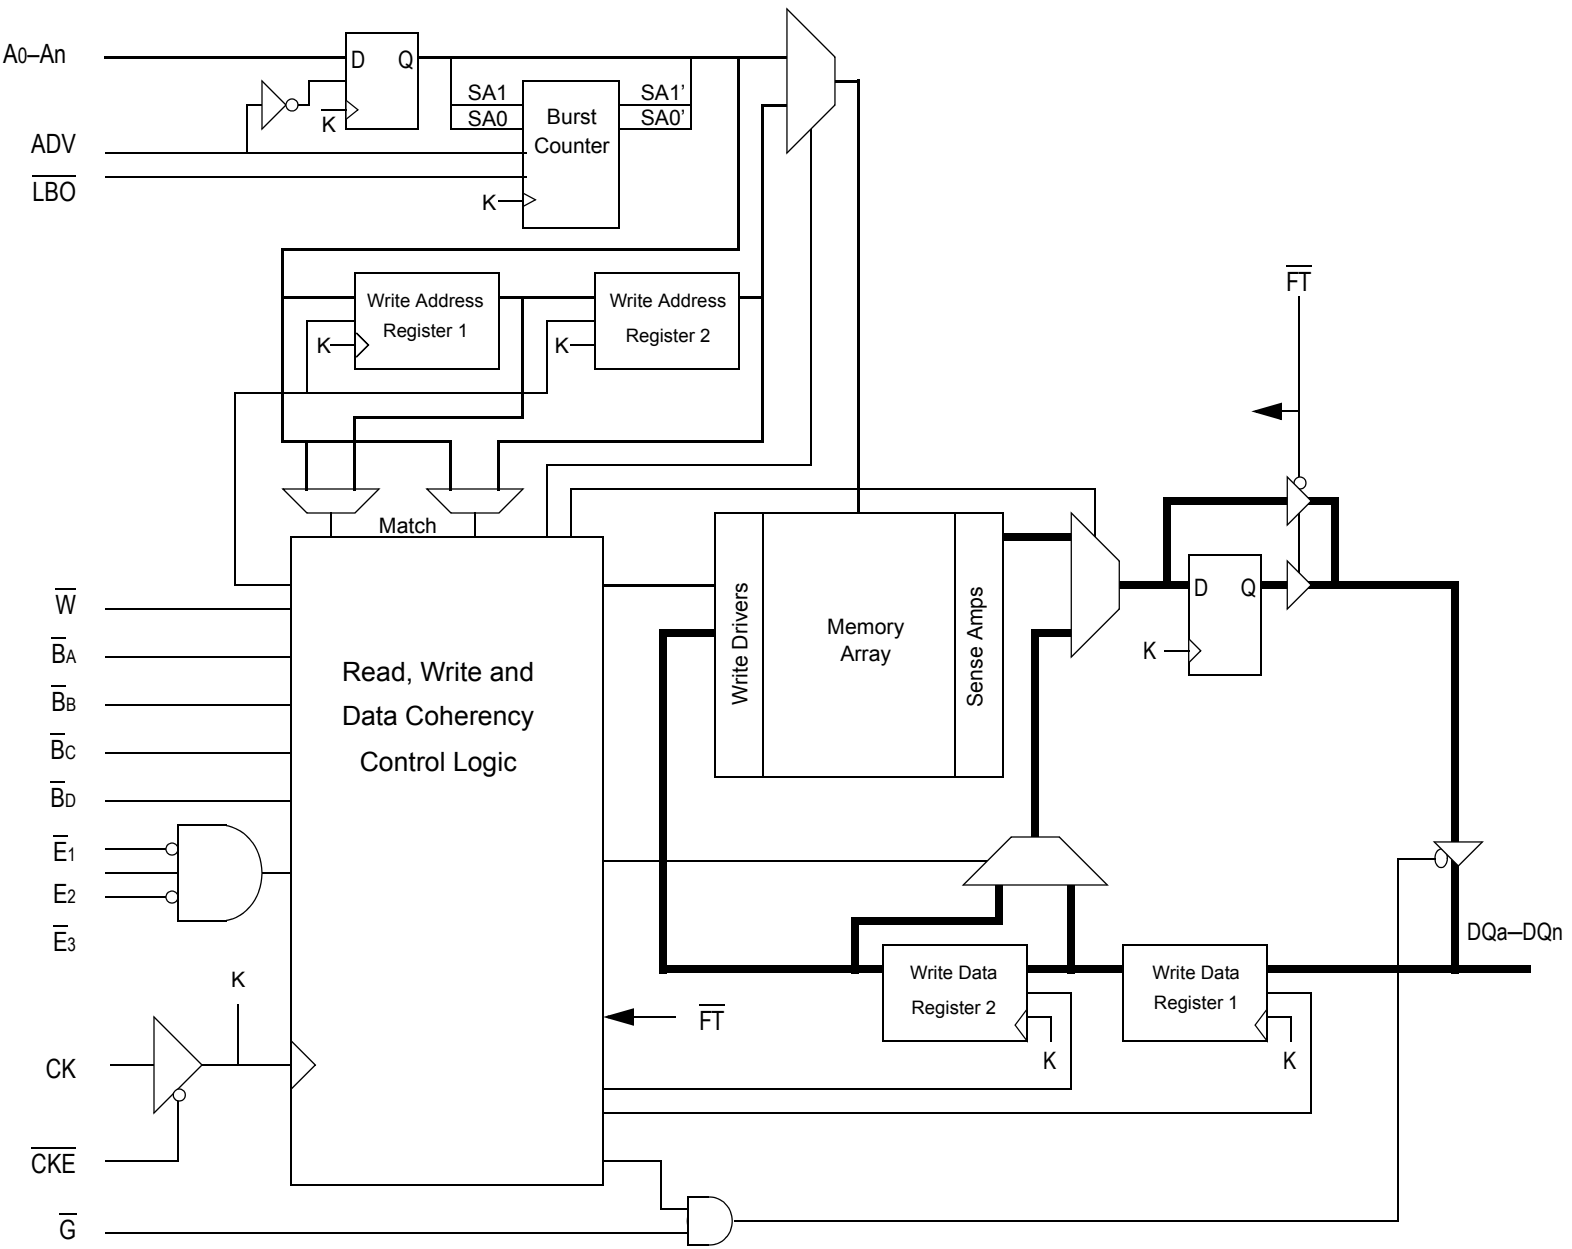 A0–An
D Q
K
SA1
SA0
SA1'
SA0'
Burst
Counter
K
ADV
LBO
Write Address
Register 1
K
Write Address
Register 2
K
FT
Match
W
BA
BB
BC
BD
E1
E2
E3
Read, Write and
Data Coherency
Control Logic
Write Drivers
Memory
Array
Sense Amps
D Q
K
DQa–DQn
Write Data
Register 2
K
Write Data
Register 1
K
FT
K
CK
CKE
G